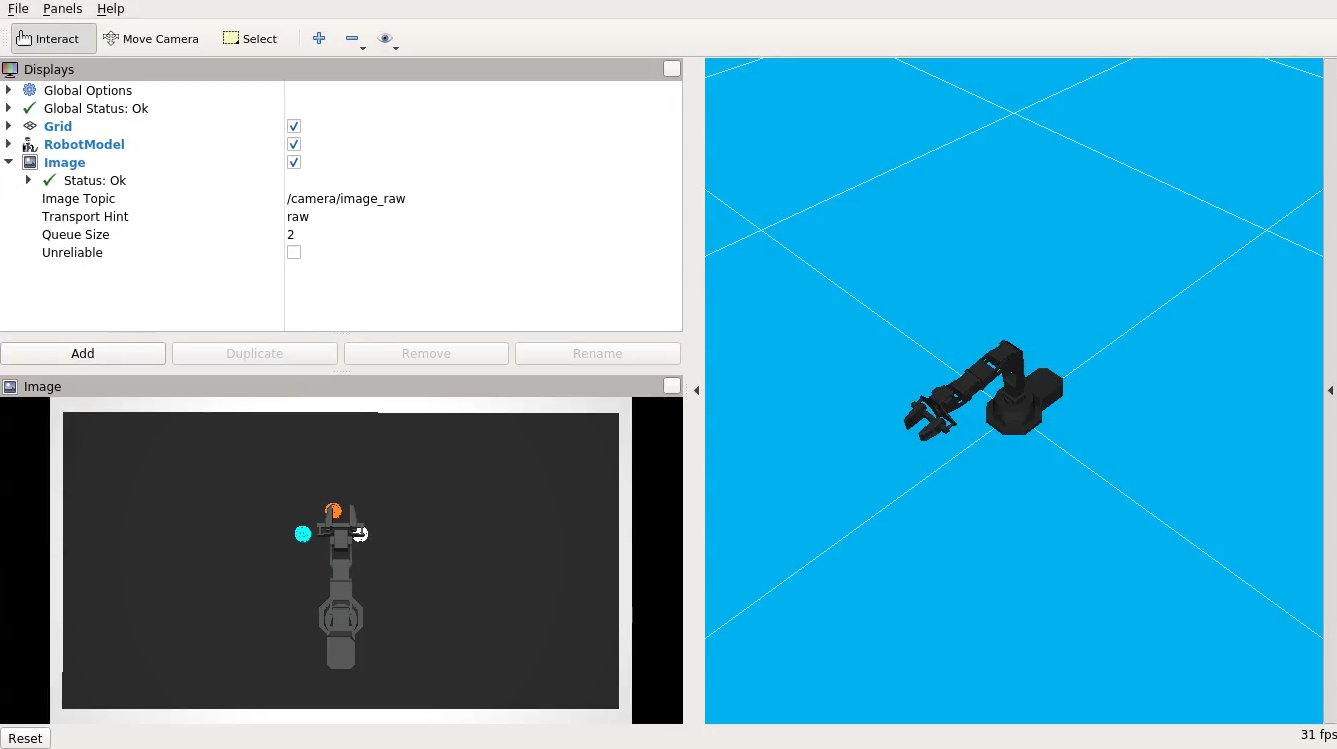 File Panels Help
Interact Move Camera Select
Displays
Global Options
Global Status: Ok
Grid
RobotModel
Image
Status: Ok
Image Topic /camera/image_raw
Transport Hint raw
Queue Size 2
Unreliable
Add Duplicate Remove Rename
Image
Reset 31 fps